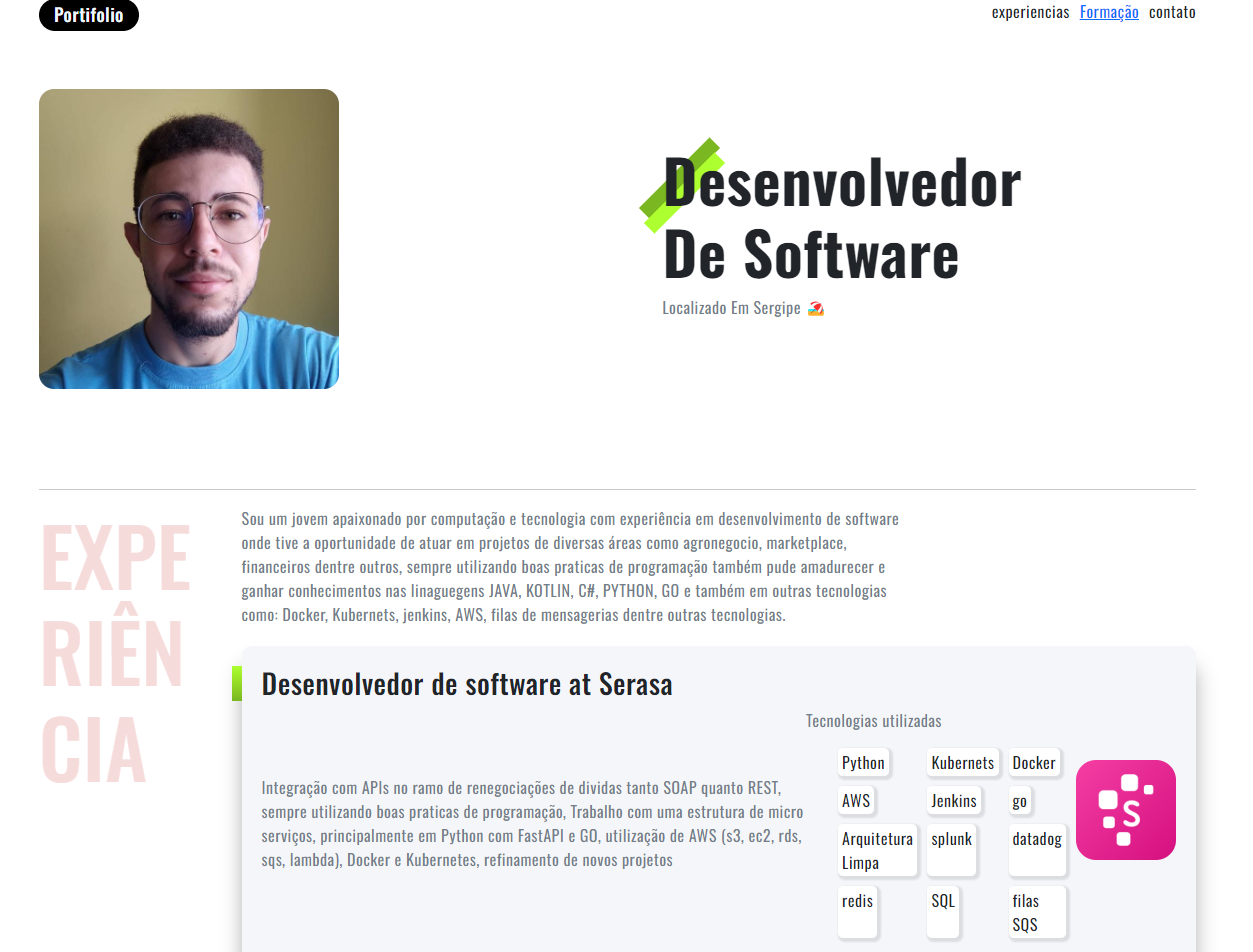 Portifolio
experiencias Formação contato
Desenvolvedor
De Software
Localizado Em Sergipe 🏖️
EXPE
RIÊN
CIA
Sou um jovem apaixonado por computação e tecnologia com experiência em desenvolvimento de software
onde tive a oportunidade de atuar em projetos de diversas áreas como agronegocio, marketplace,
financeiros dentre outros, sempre utilizando boas praticas de programação também pude amadurecer e
ganhar conhecimentos nas linaguegens JAVA, KOTLIN, C#, PYTHON, GO e também em outras tecnologias
como: Docker, Kubernets, jenkins, AWS, filas de mensagerias dentre outras tecnologias.
Desenvolvedor de software at Serasa
Integração com APIs no ramo de renegociações de dividas tanto SOAP quanto REST,
sempre utilizando boas praticas de programação, Trabalho com uma estrutura de micro
serviços, principalmente em Python com FastAPI e GO, utilização de AWS (s3, ec2, rds,
sqs, lambda), Docker e Kubernetes, refinamento de novos projetos
Tecnologias utilizadas
Python Kubernets Docker
AWS Jenkins go
Arquitetura
Limpa
splunk datadog
redis SQL filas
SQS
S